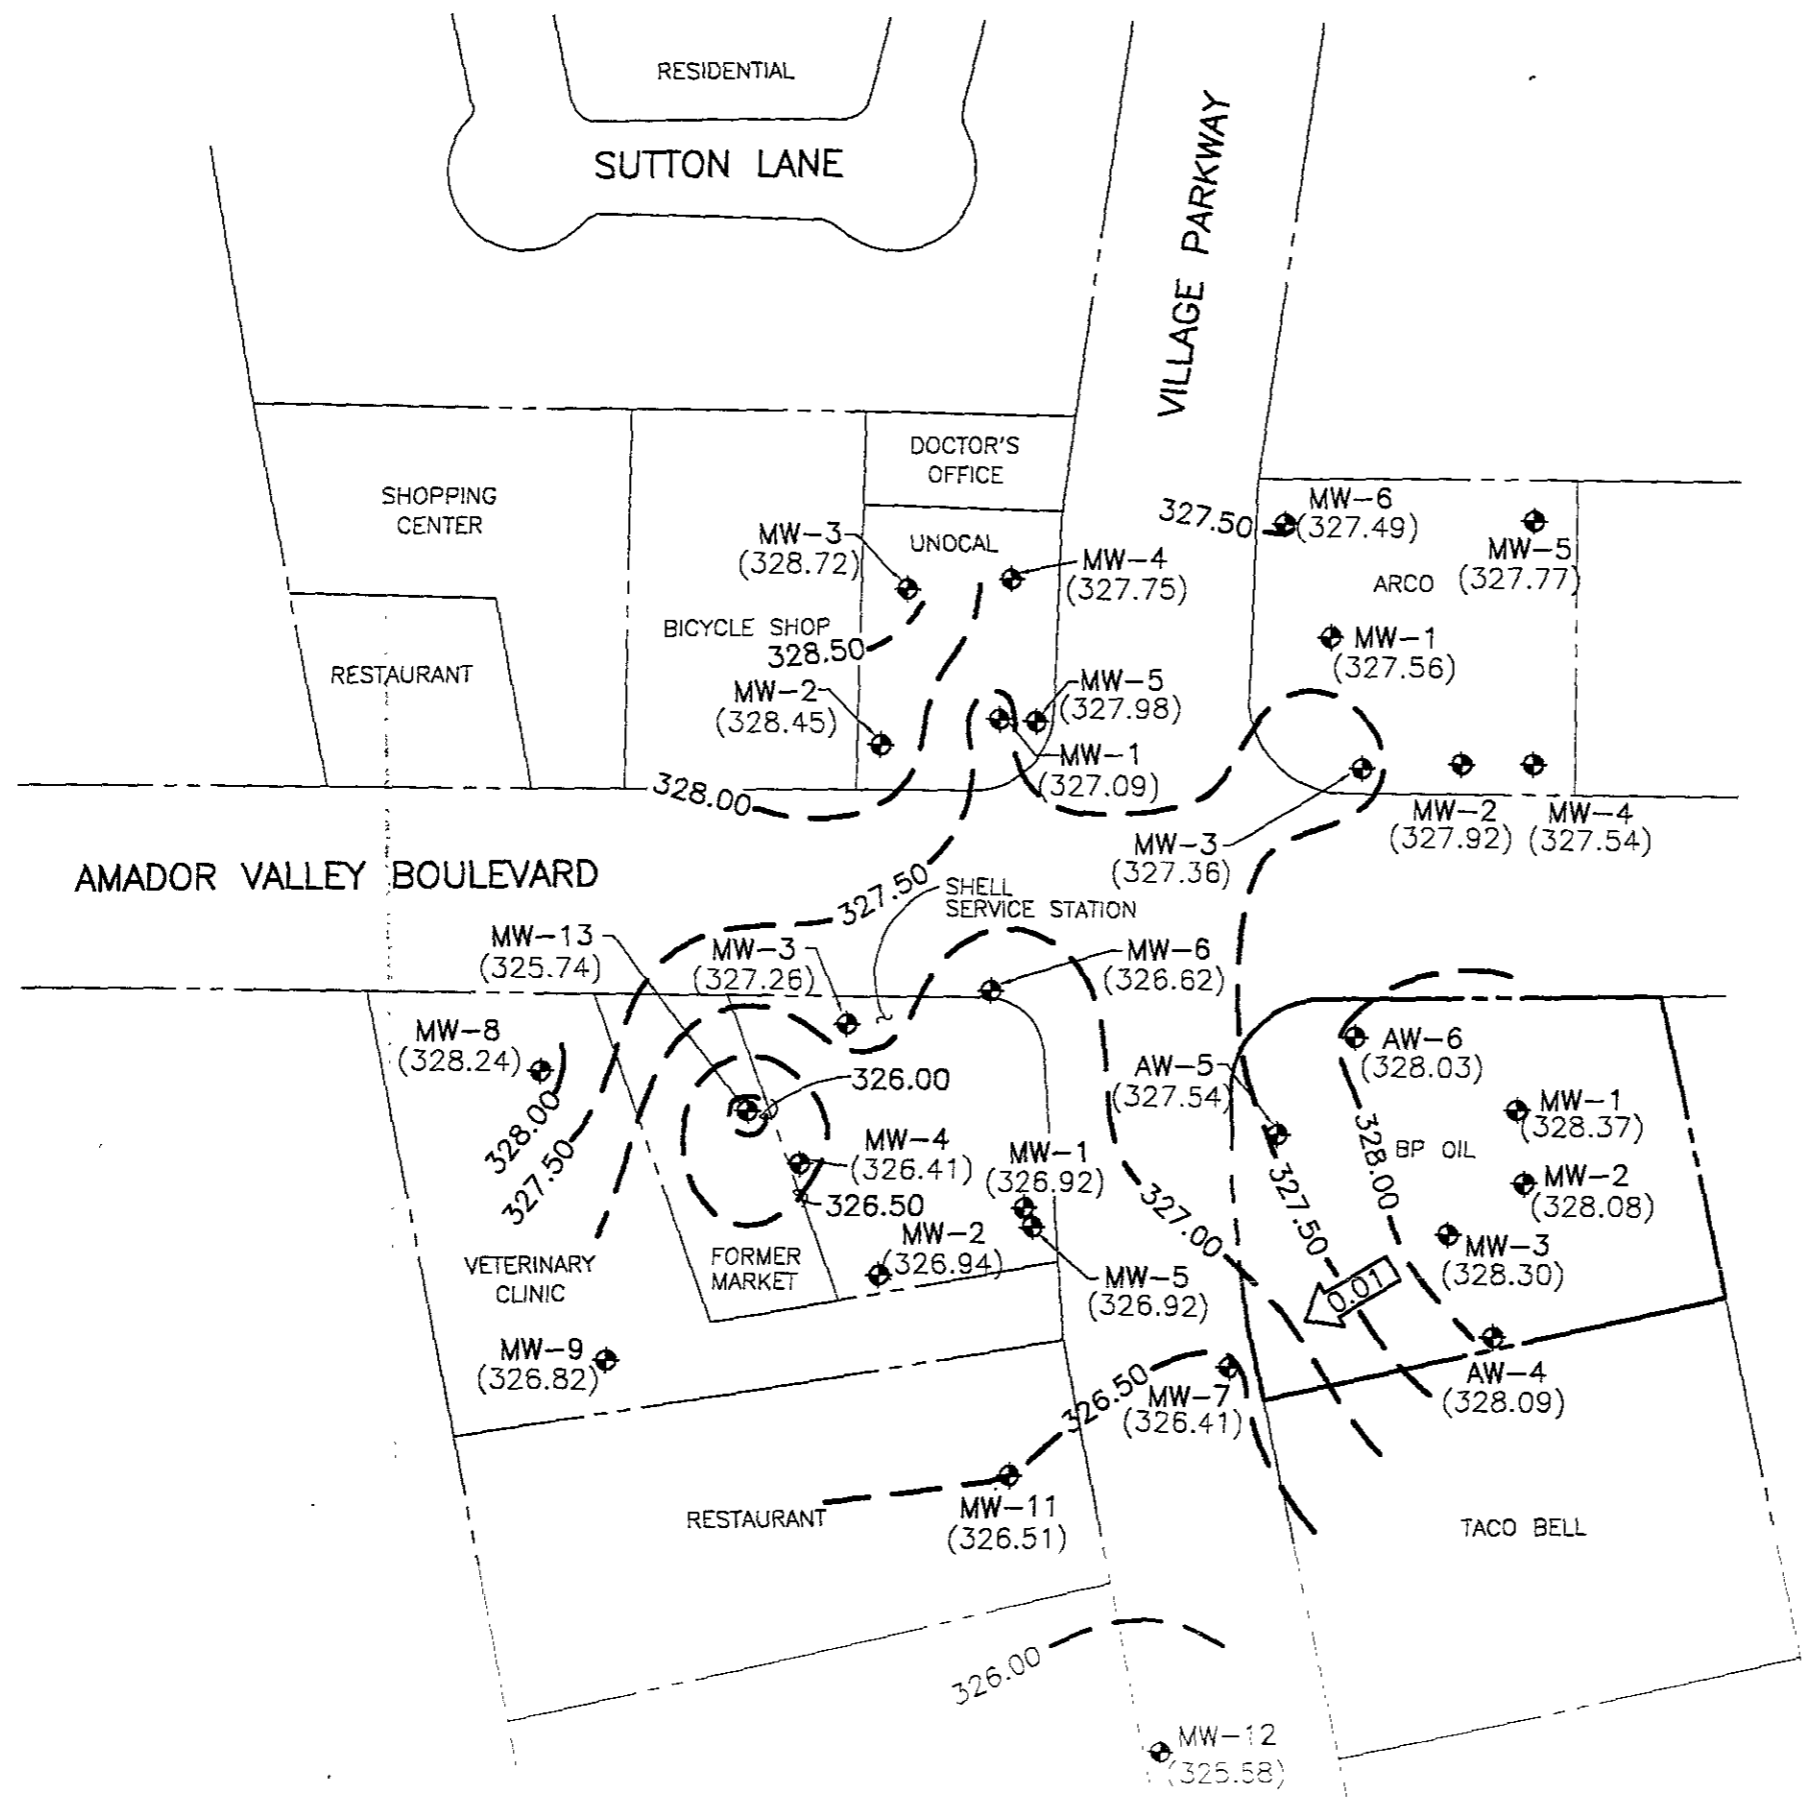 RESIDENTIAL
SUTTON LANE
VILLAGE PARKWAY
DOCTOR'S
OFFICE
SHOPPING
CENTER
MW-6
(327.49)
327.50
MW-5
(327.77)
MW-3
(328.72)
UNOCAL
MW-4
(327.75)
ARCO
BICYCLE SHOP
328.50
MW-1
(327.56)
RESTAURANT
MW-2
(328.45)
MW-5
(327.98)
MW-1
(327.09)
328.00
MW-2
(327.92)
MW-4
(327.54)
MW-3
(327.36)
AMADOR VALLEY BOULEVARD
327.50
SHELL
SERVICE STATION
MW-13
(325.74)
MW-3
(327.26)
MW-6
(326.62)
MW-8
(328.24)
AW-6
(328.03)
AW-5
(327.54)
326.00
MW-1
(328.37)
328.00
327.50
MW-4
(326.41)
MW-1
(326.92)
328.00
BP OIL
MW-2
(328.08)
326.50
327.00
327.50
MW-2
(326.94)
MW-3
(328.30)
FORMER
MARKET
VETERINARY
CLINIC
MW-5
(326.92)
0.01
MW-9
(326.82)
326.50
MW-7
(326.41)
AW-4
(328.09)
RESTAURANT
MW-11
(326.51)
TACO BELL
326.00
MW-12
(325.58)